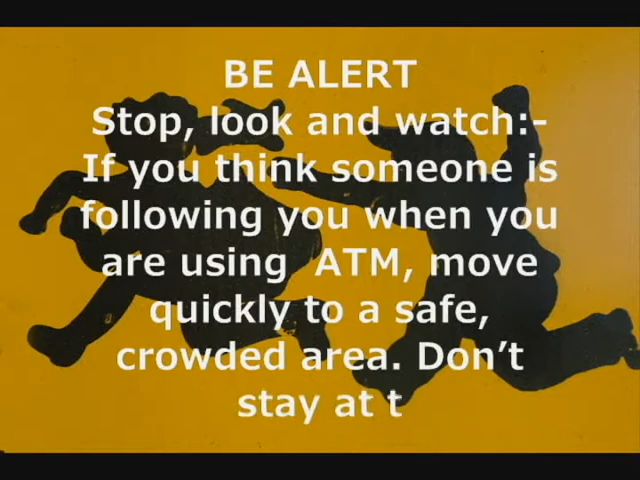 BE ALERT
Stop, look and watch:-
If you think someone is
following you when you
are using  ATM, move
quickly to a safe,
crowded area. Don’t
stay at t